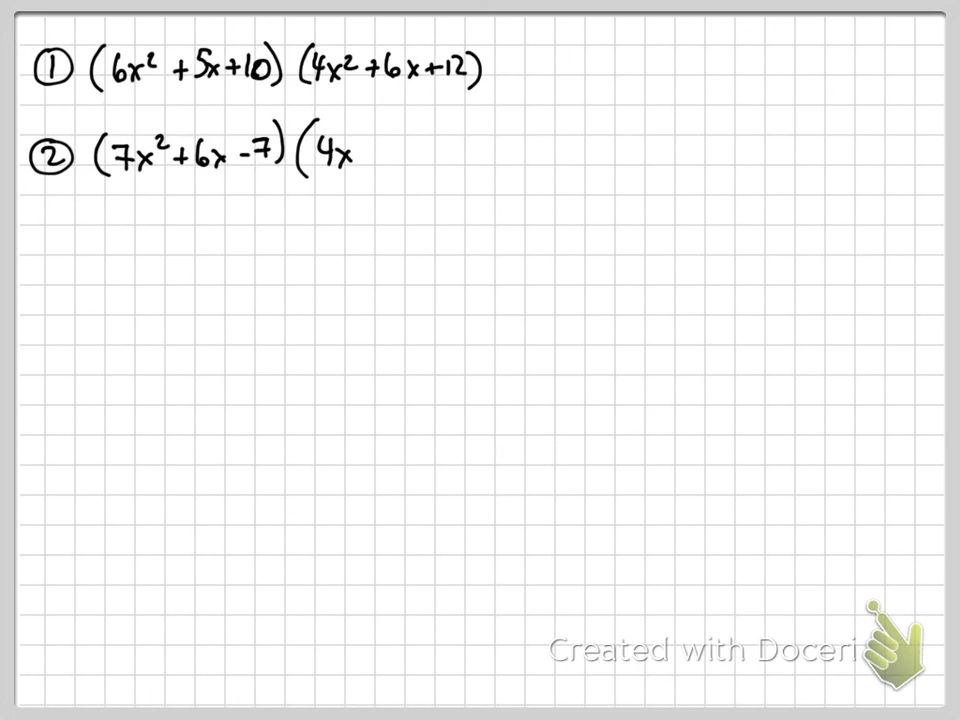 ① (6x² + 5x + 10) (4x² + 6x + 12)
② (7x² + 6x - 7) (4x
Created with Doceri